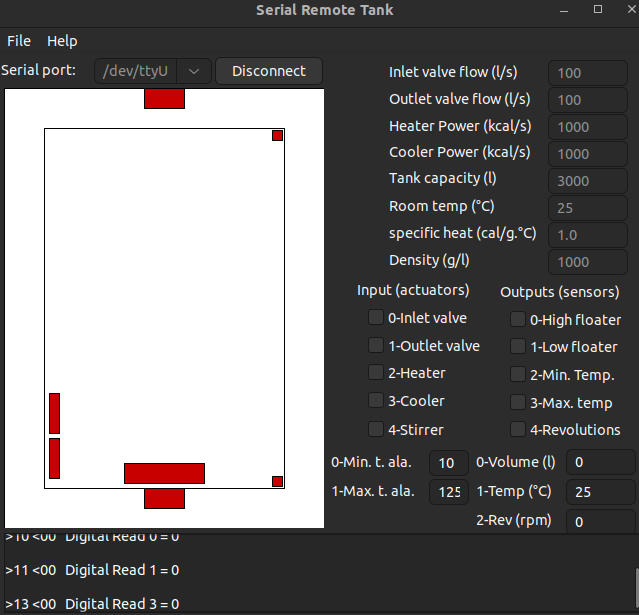 Serial Remote Tank
File Help
Serial port: /dev/ttyU Disconnect
Inlet valve flow (l/s) 100
Outlet valve flow (l/s) 100
Heater Power (kcal/s) 1000
Cooler Power (kcal/s) 1000
Tank capacity (l) 3000
Room temp (°C) 25
specific heat (cal/g.°C) 1.0
Density (g/l) 1000
Input (actuators) Outputs (sensors)
0-Inlet valve 0-High floater
1-Outlet valve 1-Low floater
2-Heater 2-Min. Temp.
3-Cooler 3-Max. temp
4-Stirrer 4-Revolutions
0-Min. t. ala. 10 0-Volume (l) 0
1-Max. t. ala. 125 1-Temp (°C) 25
2-Rev (rpm) 0
>10 <00 Digital Read 0 = 0
>11 <00 Digital Read 1 = 0
>13 <00 Digital Read 3 = 0